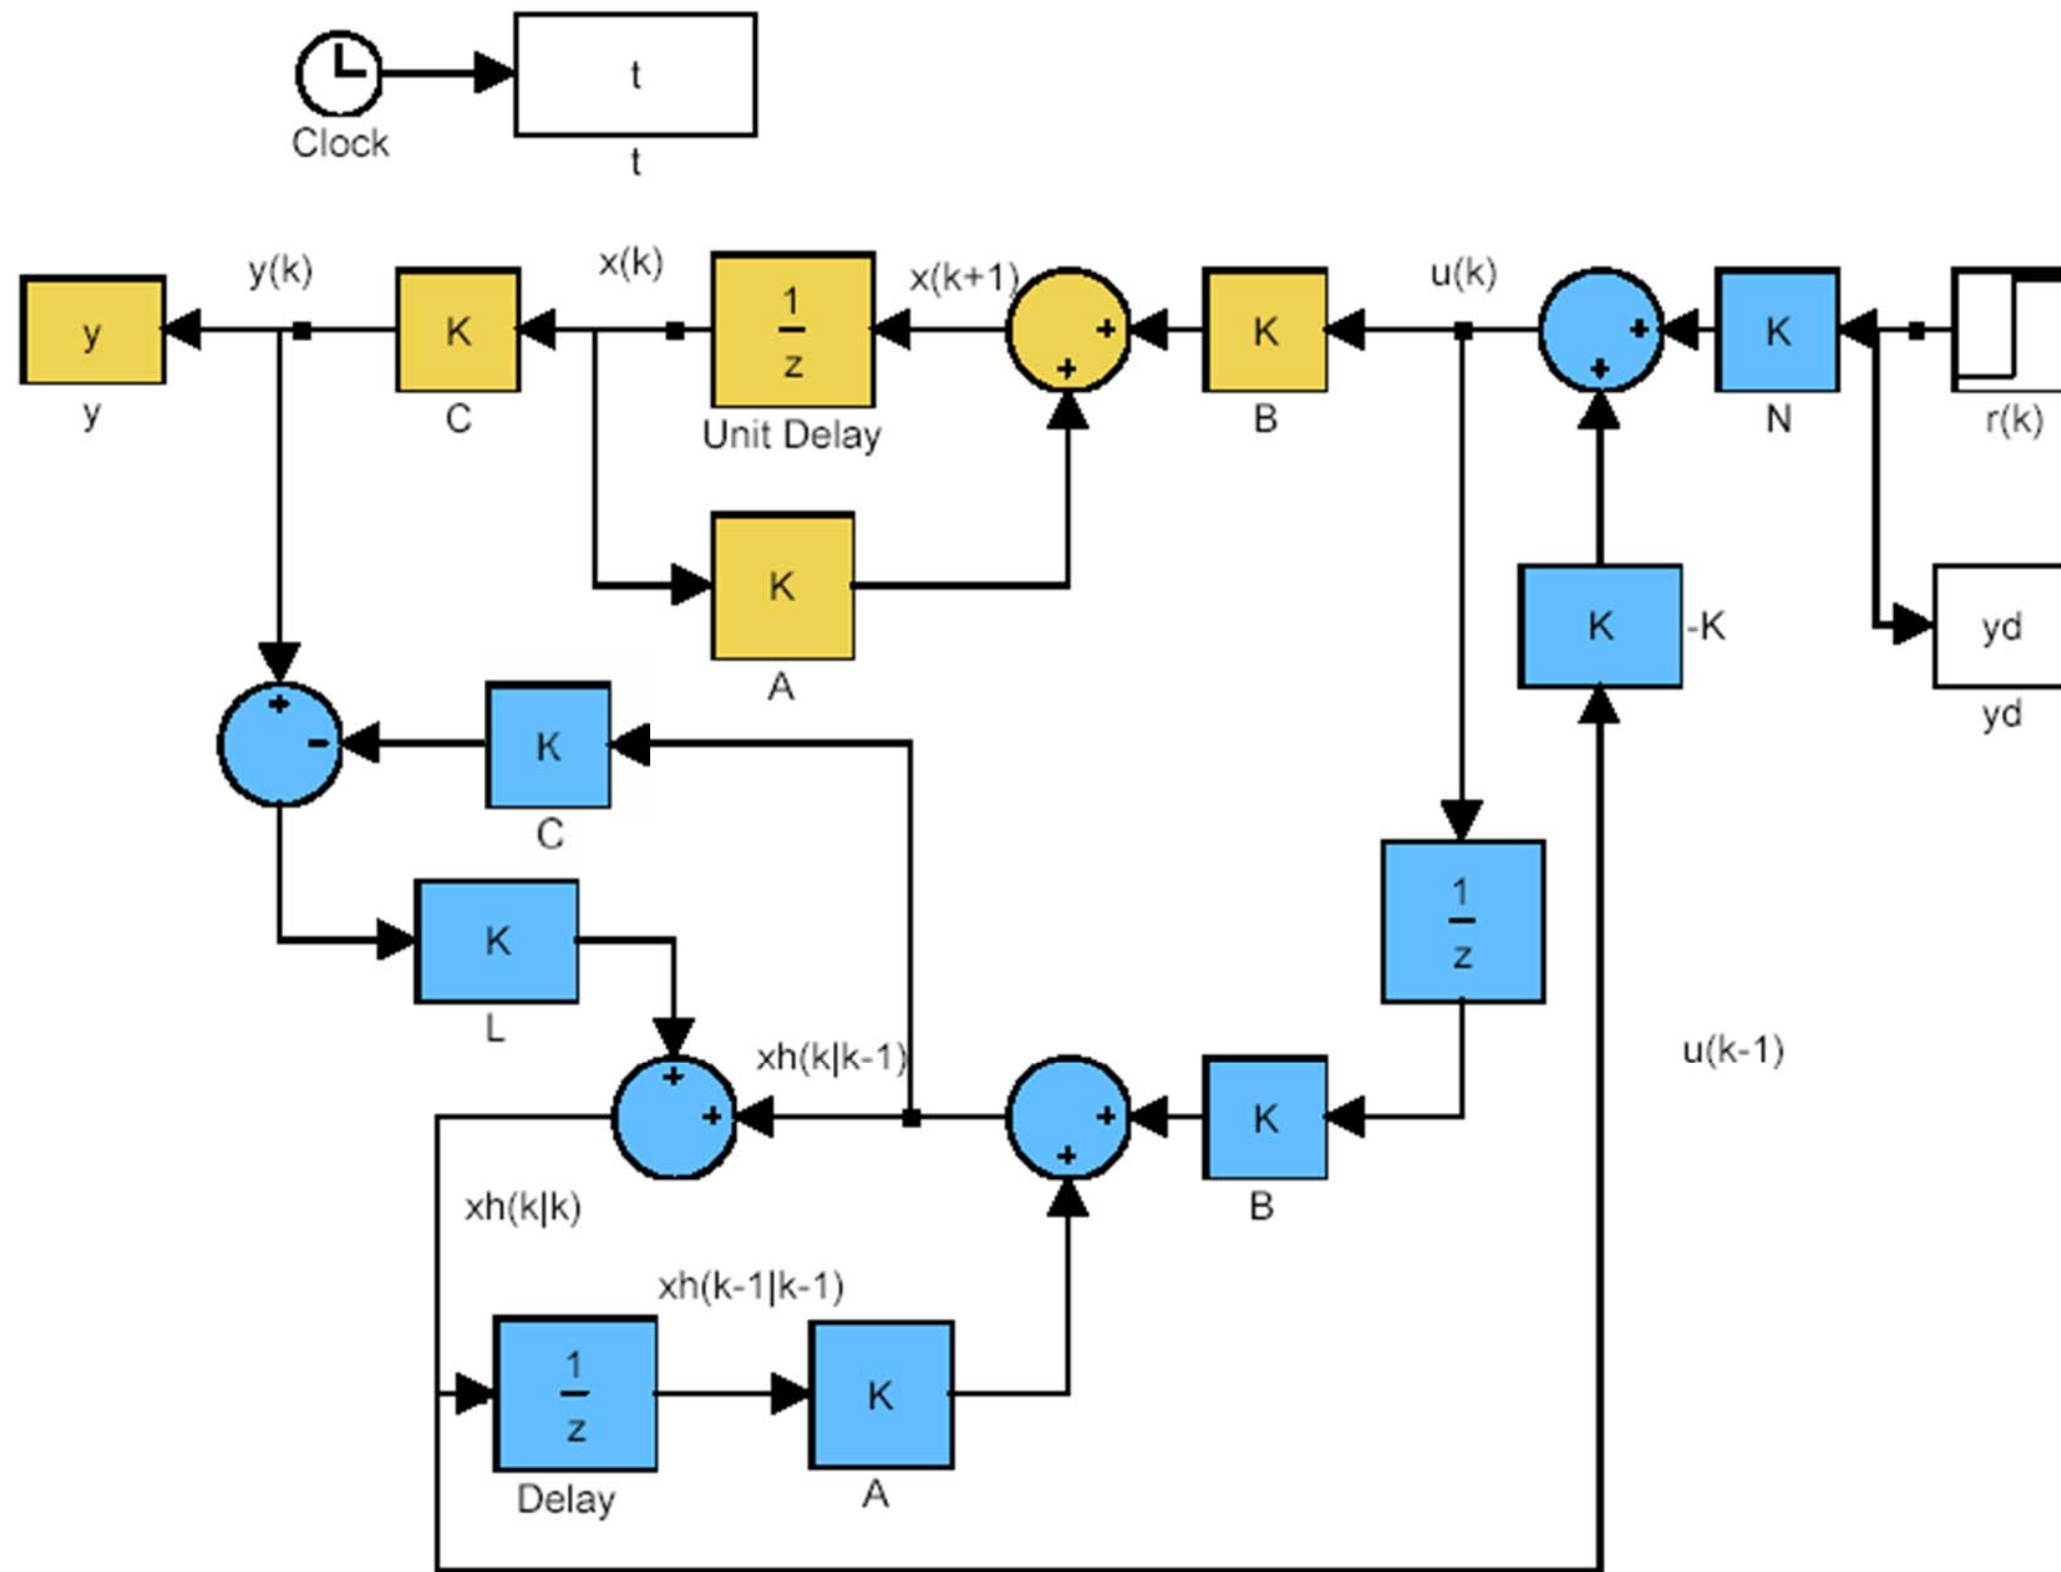 t
Clock
t
y(k)
x(k)
x(k+1)
u(k)
y
K
1
z
+
+
K
+
+
K
y
C
Unit Delay
B
N
r(k)
K
A
K
-K
yd
yd
+
-
K
C
K
L
1
z
xh(k|k-1)
u(k-1)
+
+
+
+
K
B
xh(k|k)
xh(k-1|k-1)
1
z
K
Delay
A